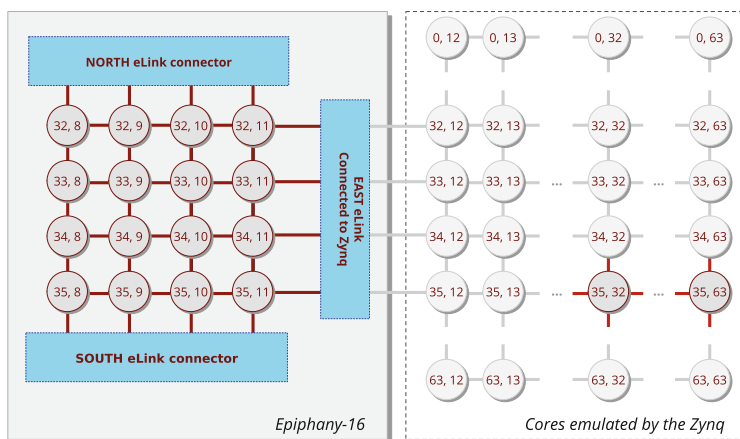 0, 12 0, 13 0, 32 0, 63
NORTH eLink connector
32, 8 32, 9 32, 10 32, 11 32, 12 32, 13 32, 32 32, 63
EAST eLink
Connected to Zynq
33, 8 33, 9 33, 10 33, 11 33, 12 33, 13 ... 33, 32 ... 33, 63
34, 8 34, 9 34, 10 34, 11 34, 12 34, 13 34, 32 34, 63
35, 8 35, 9 35, 10 35, 11 35, 12 35, 13 ... 35, 32 ... 35, 63
SOUTH eLink connector
63, 12 63, 13 63, 32 63, 63
Epiphany-16
Cores emulated by the Zynq